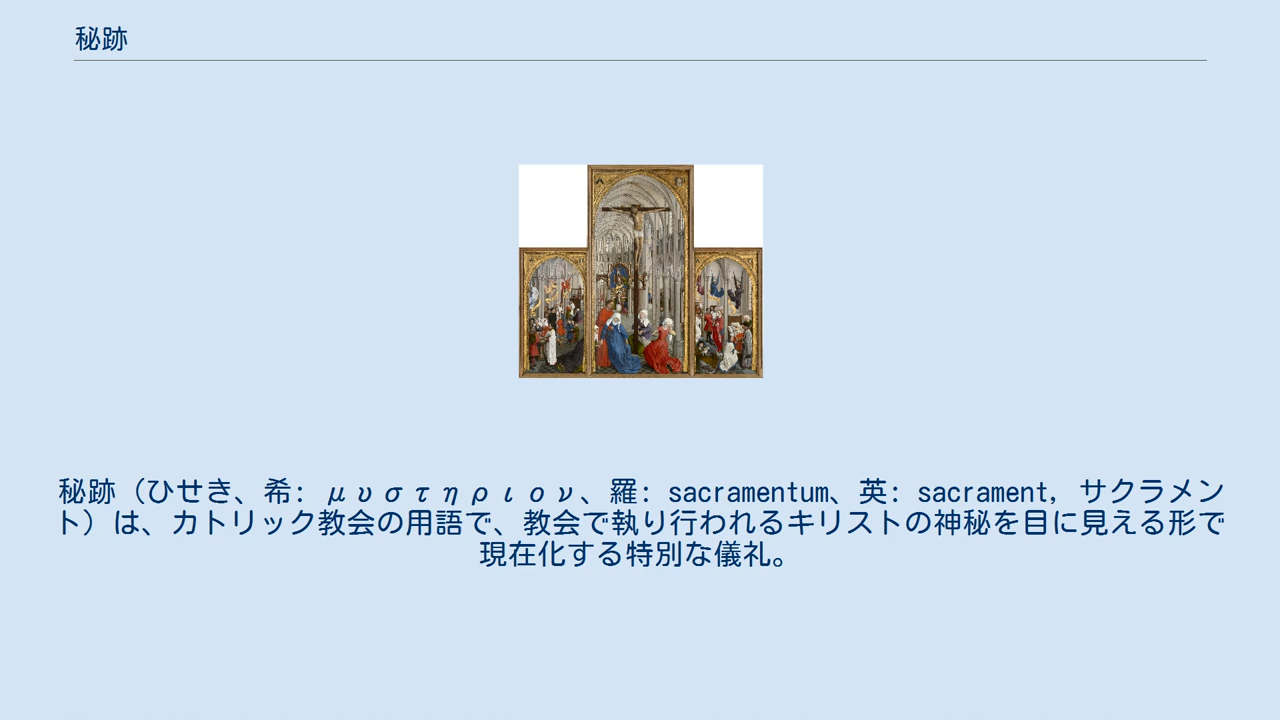 秘跡
秘跡（ひせき、希: μυστηριον、羅: sacramentum、英: sacrament, サクラメン
ト）は、カトリック教会の用語で、教会で執り行われるキリストの神秘を目に見える形で
現在化する特別な儀礼。